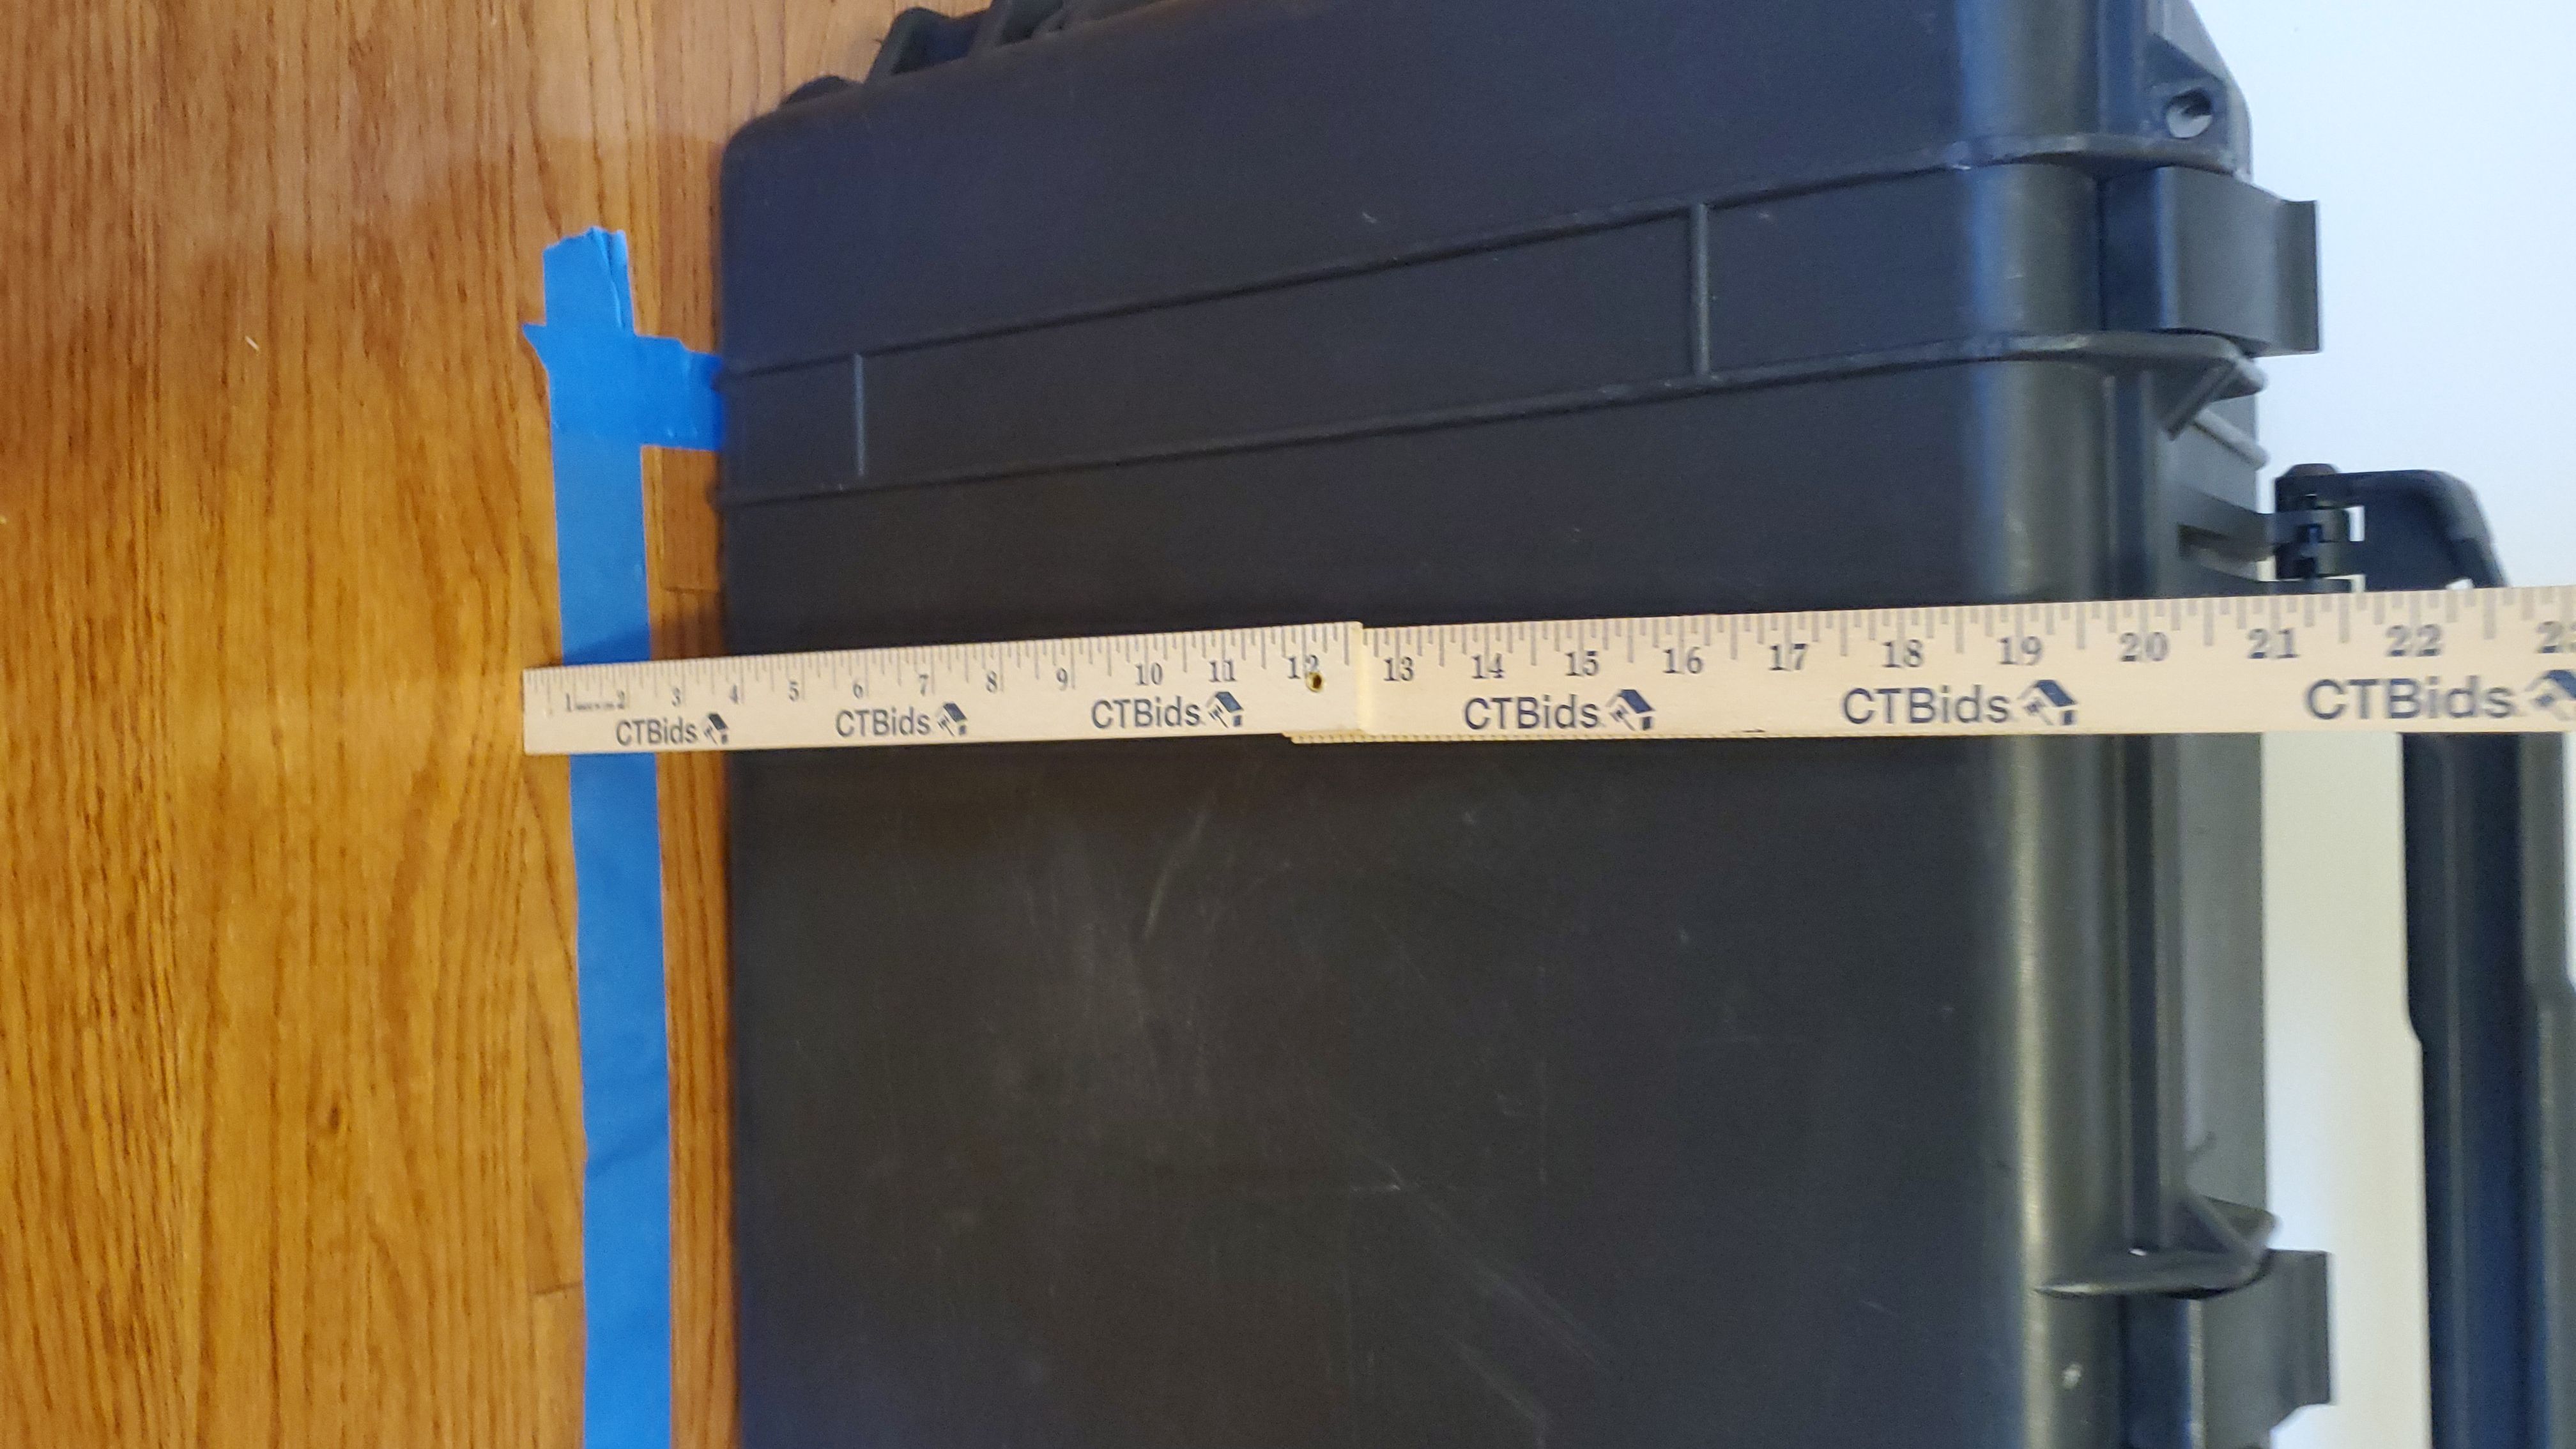 1 2 3 4 5 6 7 8 9 10 11 12 13 14 15 16 17 18 19 20 21 22
CTBids CTBids CTBids CTBids CTBids CTBids